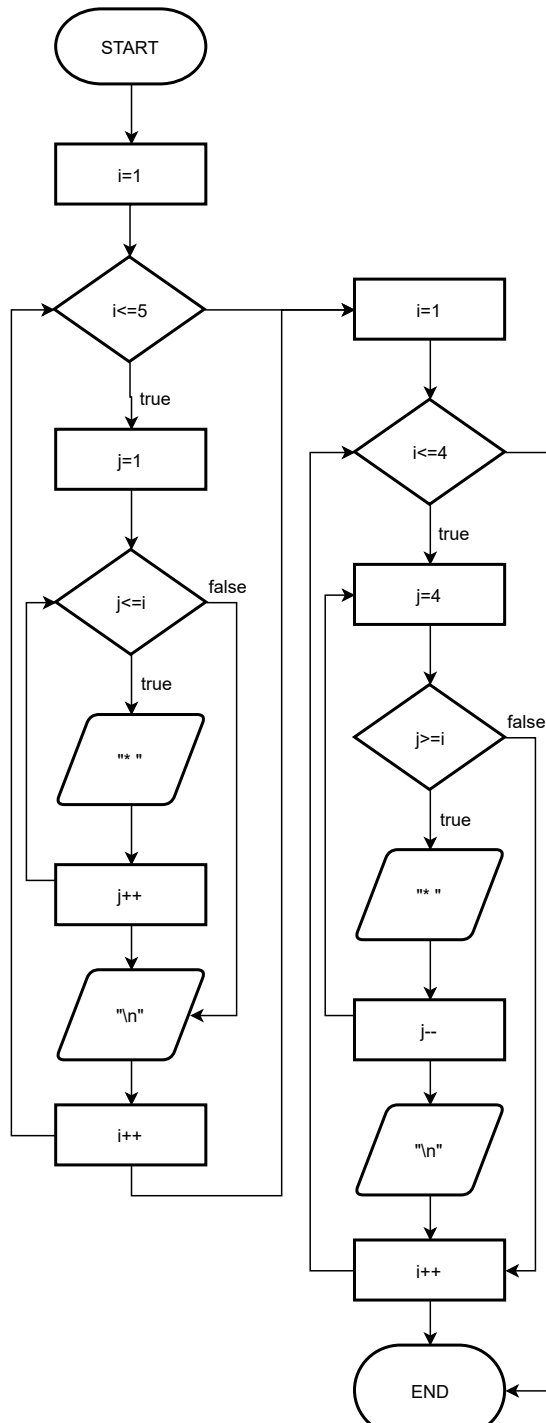 START
i=1
i<=5
true
j=1
j<=i
false
true
"* "
j++
"\n"
i++
i=1
i<=4
true
j=4
j>=i
false
true
"* "
j--
"\n"
i++
END